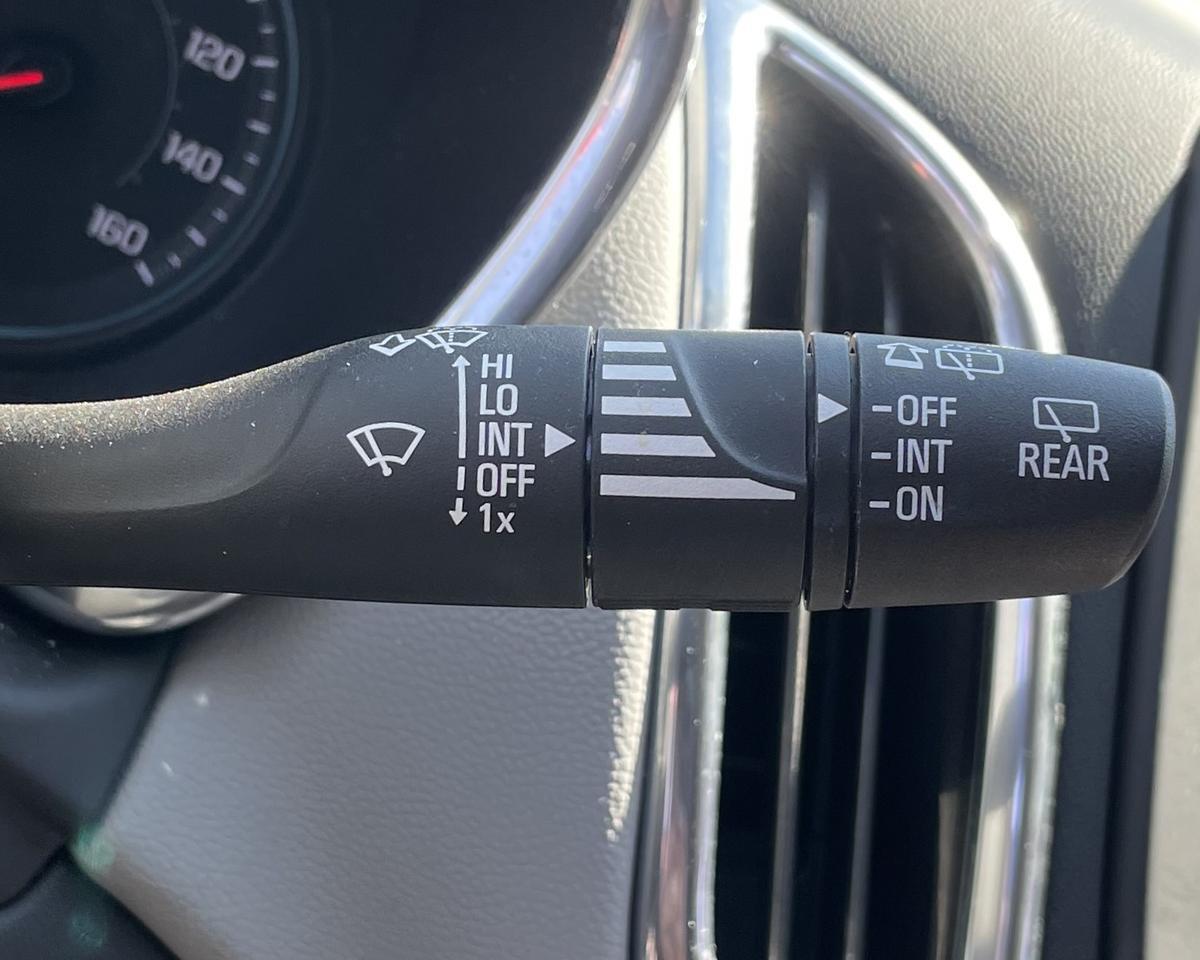 120
140
160
HI
LO
INT
OFF
1x
-OFF
-INT
-ON
REAR